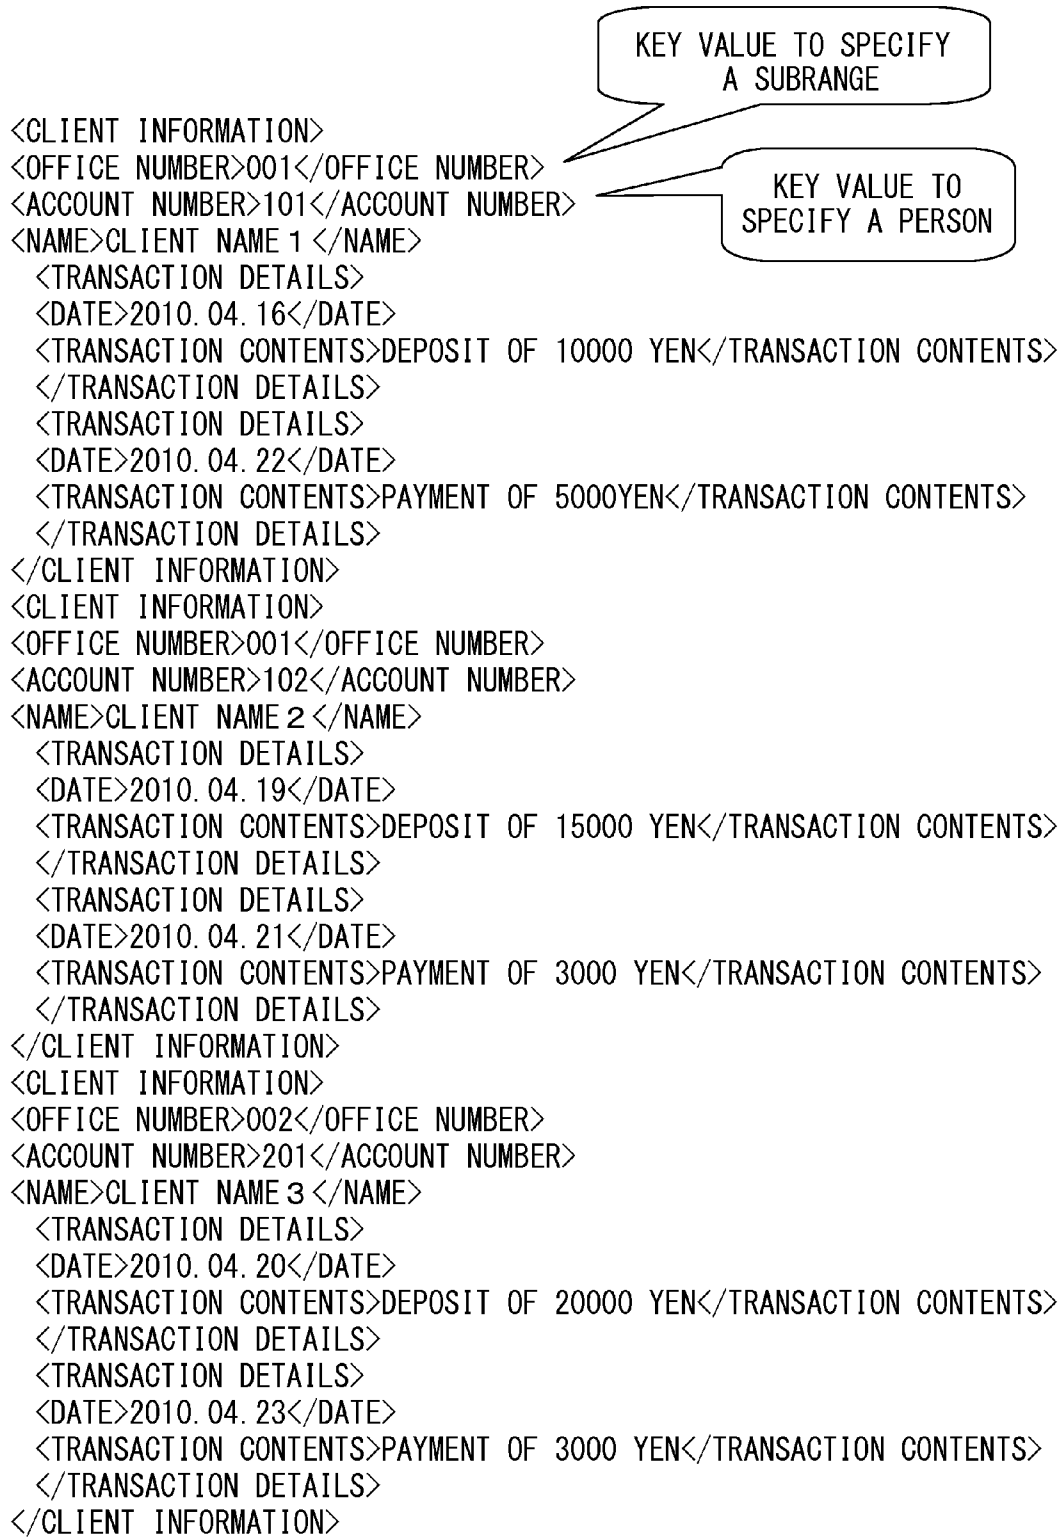 KEY VALUE TO SPECIFY
A SUBRANGE
<CLIENT INFORMATION>
<OFFICE NUMBER>001</OFFICE NUMBER>
<ACCOUNT NUMBER>101</ACCOUNT NUMBER>
KEY VALUE TO
SPECIFY A PERSON
<NAME>CLIENT NAME 1 </NAME>
<TRANSACTION DETAILS>
<DATE>2010.04.16</DATE>
<TRANSACTION CONTENTS>DEPOSIT OF 10000 YEN</TRANSACTION CONTENTS>
</TRANSACTION DETAILS>
<TRANSACTION DETAILS>
<DATE>2010.04.22</DATE>
<TRANSACTION CONTENTS>PAYMENT OF 5000YEN</TRANSACTION CONTENTS>
</TRANSACTION DETAILS>
</CLIENT INFORMATION>
<CLIENT INFORMATION>
<OFFICE NUMBER>001</OFFICE NUMBER>
<ACCOUNT NUMBER>102</ACCOUNT NUMBER>
<NAME>CLIENT NAME 2 </NAME>
<TRANSACTION DETAILS>
<DATE>2010.04.19</DATE>
<TRANSACTION CONTENTS>DEPOSIT OF 15000 YEN</TRANSACTION CONTENTS>
</TRANSACTION DETAILS>
<TRANSACTION DETAILS>
<DATE>2010.04.21</DATE>
<TRANSACTION CONTENTS>PAYMENT OF 3000 YEN</TRANSACTION CONTENTS>
</TRANSACTION DETAILS>
</CLIENT INFORMATION>
<CLIENT INFORMATION>
<OFFICE NUMBER>002</OFFICE NUMBER>
<ACCOUNT NUMBER>201</ACCOUNT NUMBER>
<NAME>CLIENT NAME 3 </NAME>
<TRANSACTION DETAILS>
<DATE>2010.04.20</DATE>
<TRANSACTION CONTENTS>DEPOSIT OF 20000 YEN</TRANSACTION CONTENTS>
</TRANSACTION DETAILS>
<TRANSACTION DETAILS>
<DATE>2010.04.23</DATE>
<TRANSACTION CONTENTS>PAYMENT OF 3000 YEN</TRANSACTION CONTENTS>
</TRANSACTION DETAILS>
</CLIENT INFORMATION>